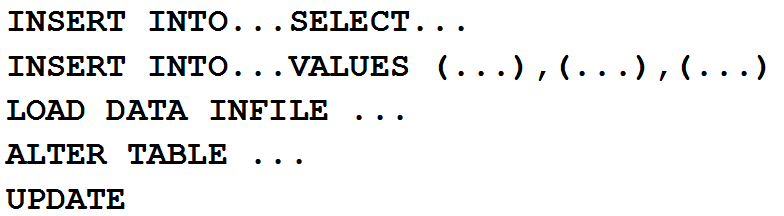 INSERT INTO...SELECT...
INSERT INTO...VALUES (...),(...),(...)
LOAD DATA INFILE ...
ALTER TABLE ...
UPDATE